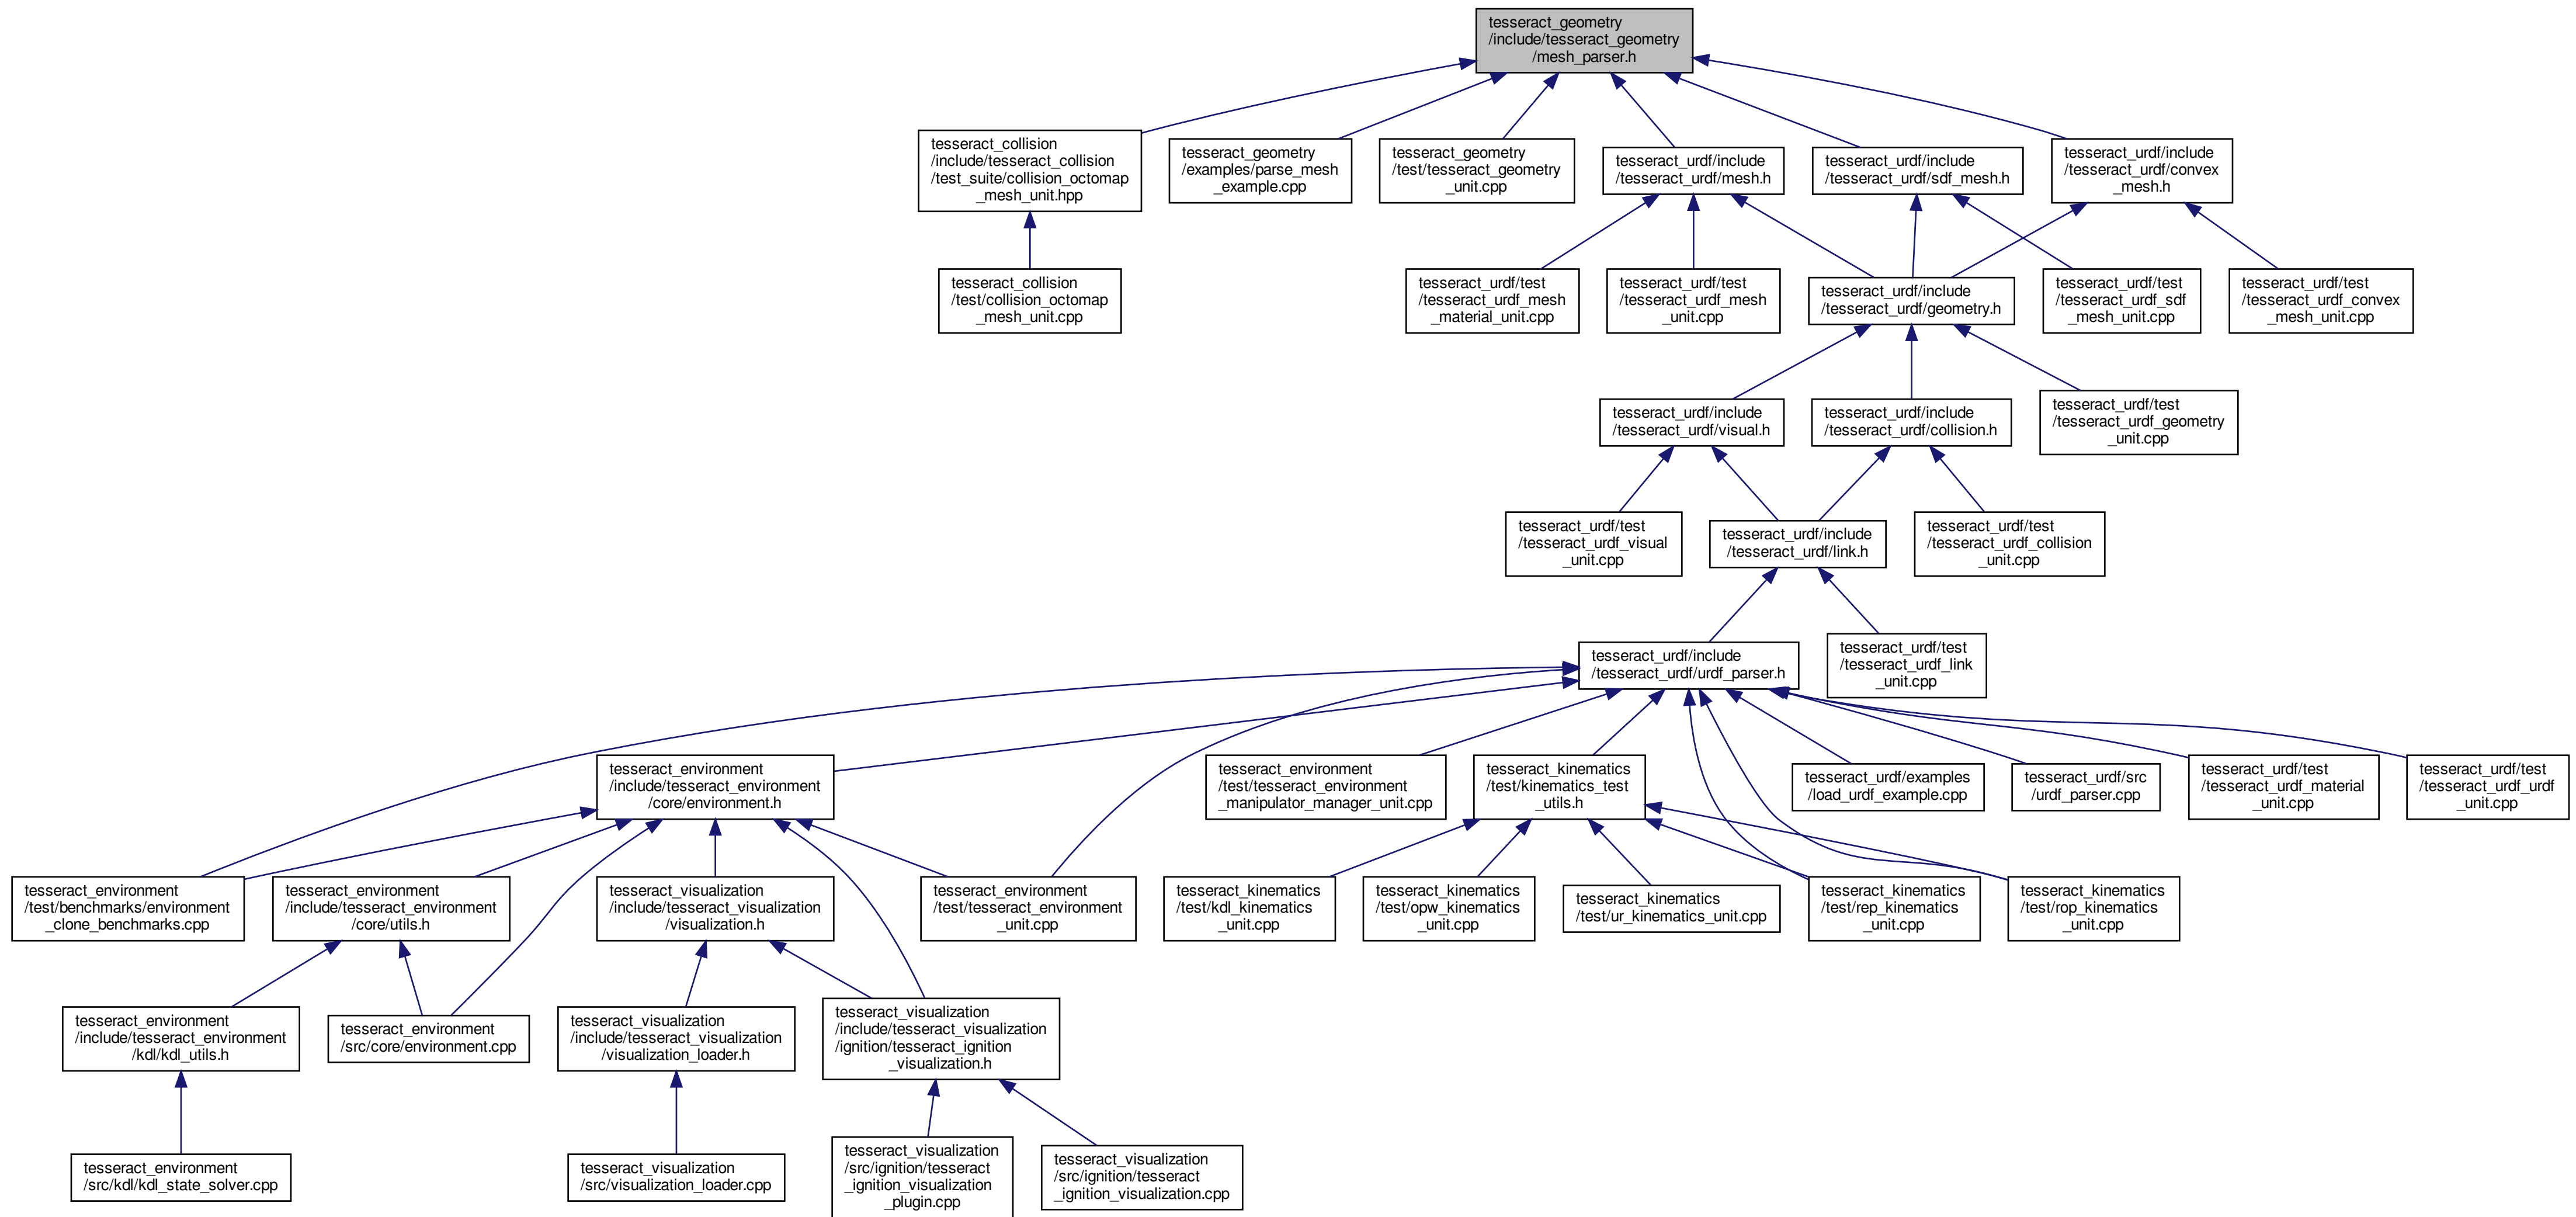 tesseract_geometry
/include/tesseract_geometry
/mesh_parser.h
tesseract_collision
/include/tesseract_collision
/test_suite/collision_octomap
_mesh_unit.hpp
tesseract_geometry
/examples/parse_mesh
_example.cpp
tesseract_geometry
/test/tesseract_geometry
_unit.cpp
tesseract_urdf/include
/tesseract_urdf/mesh.h
tesseract_urdf/include
/tesseract_urdf/sdf_mesh.h
tesseract_urdf/include
/tesseract_urdf/convex
_mesh.h
tesseract_collision
/test/collision_octomap
_mesh_unit.cpp
tesseract_urdf/test
/tesseract_urdf_mesh
_material_unit.cpp
tesseract_urdf/test
/tesseract_urdf_mesh
_unit.cpp
tesseract_urdf/include
/tesseract_urdf/geometry.h
tesseract_urdf/test
/tesseract_urdf_sdf
_mesh_unit.cpp
tesseract_urdf/test
/tesseract_urdf_convex
_mesh_unit.cpp
tesseract_urdf/include
/tesseract_urdf/visual.h
tesseract_urdf/include
/tesseract_urdf/collision.h
tesseract_urdf/test
/tesseract_urdf_geometry
_unit.cpp
tesseract_urdf/test
/tesseract_urdf_visual
_unit.cpp
tesseract_urdf/include
/tesseract_urdf/link.h
tesseract_urdf/test
/tesseract_urdf_collision
_unit.cpp
tesseract_urdf/include
/tesseract_urdf/urdf_parser.h
tesseract_urdf/test
/tesseract_urdf_link
_unit.cpp
tesseract_environment
/include/tesseract_environment
/core/environment.h
tesseract_environment
/test/tesseract_environment
_manipulator_manager_unit.cpp
tesseract_kinematics
/test/kinematics_test
_utils.h
tesseract_urdf/examples
/load_urdf_example.cpp
tesseract_urdf/src
/urdf_parser.cpp
tesseract_urdf/test
/tesseract_urdf_material
_unit.cpp
tesseract_urdf/test
/tesseract_urdf_urdf
_unit.cpp
tesseract_environment
/test/benchmarks/environment
_clone_benchmarks.cpp
tesseract_environment
/include/tesseract_environment
/core/utils.h
tesseract_visualization
/include/tesseract_visualization
/visualization.h
tesseract_environment
/test/tesseract_environment
_unit.cpp
tesseract_kinematics
/test/kdl_kinematics
_unit.cpp
tesseract_kinematics
/test/opw_kinematics
_unit.cpp
tesseract_kinematics
/test/ur_kinematics_unit.cpp
tesseract_kinematics
/test/rep_kinematics
_unit.cpp
tesseract_kinematics
/test/rop_kinematics
_unit.cpp
tesseract_environment
/include/tesseract_environment
/kdl/kdl_utils.h
tesseract_environment
/src/core/environment.cpp
tesseract_visualization
/include/tesseract_visualization
/visualization_loader.h
tesseract_visualization
/include/tesseract_visualization
/ignition/tesseract_ignition
_visualization.h
tesseract_environment
/src/kdl/kdl_state_solver.cpp
tesseract_visualization
/src/visualization_loader.cpp
tesseract_visualization
/src/ignition/tesseract
_ignition_visualization
_plugin.cpp
tesseract_visualization
/src/ignition/tesseract
_ignition_visualization.cpp